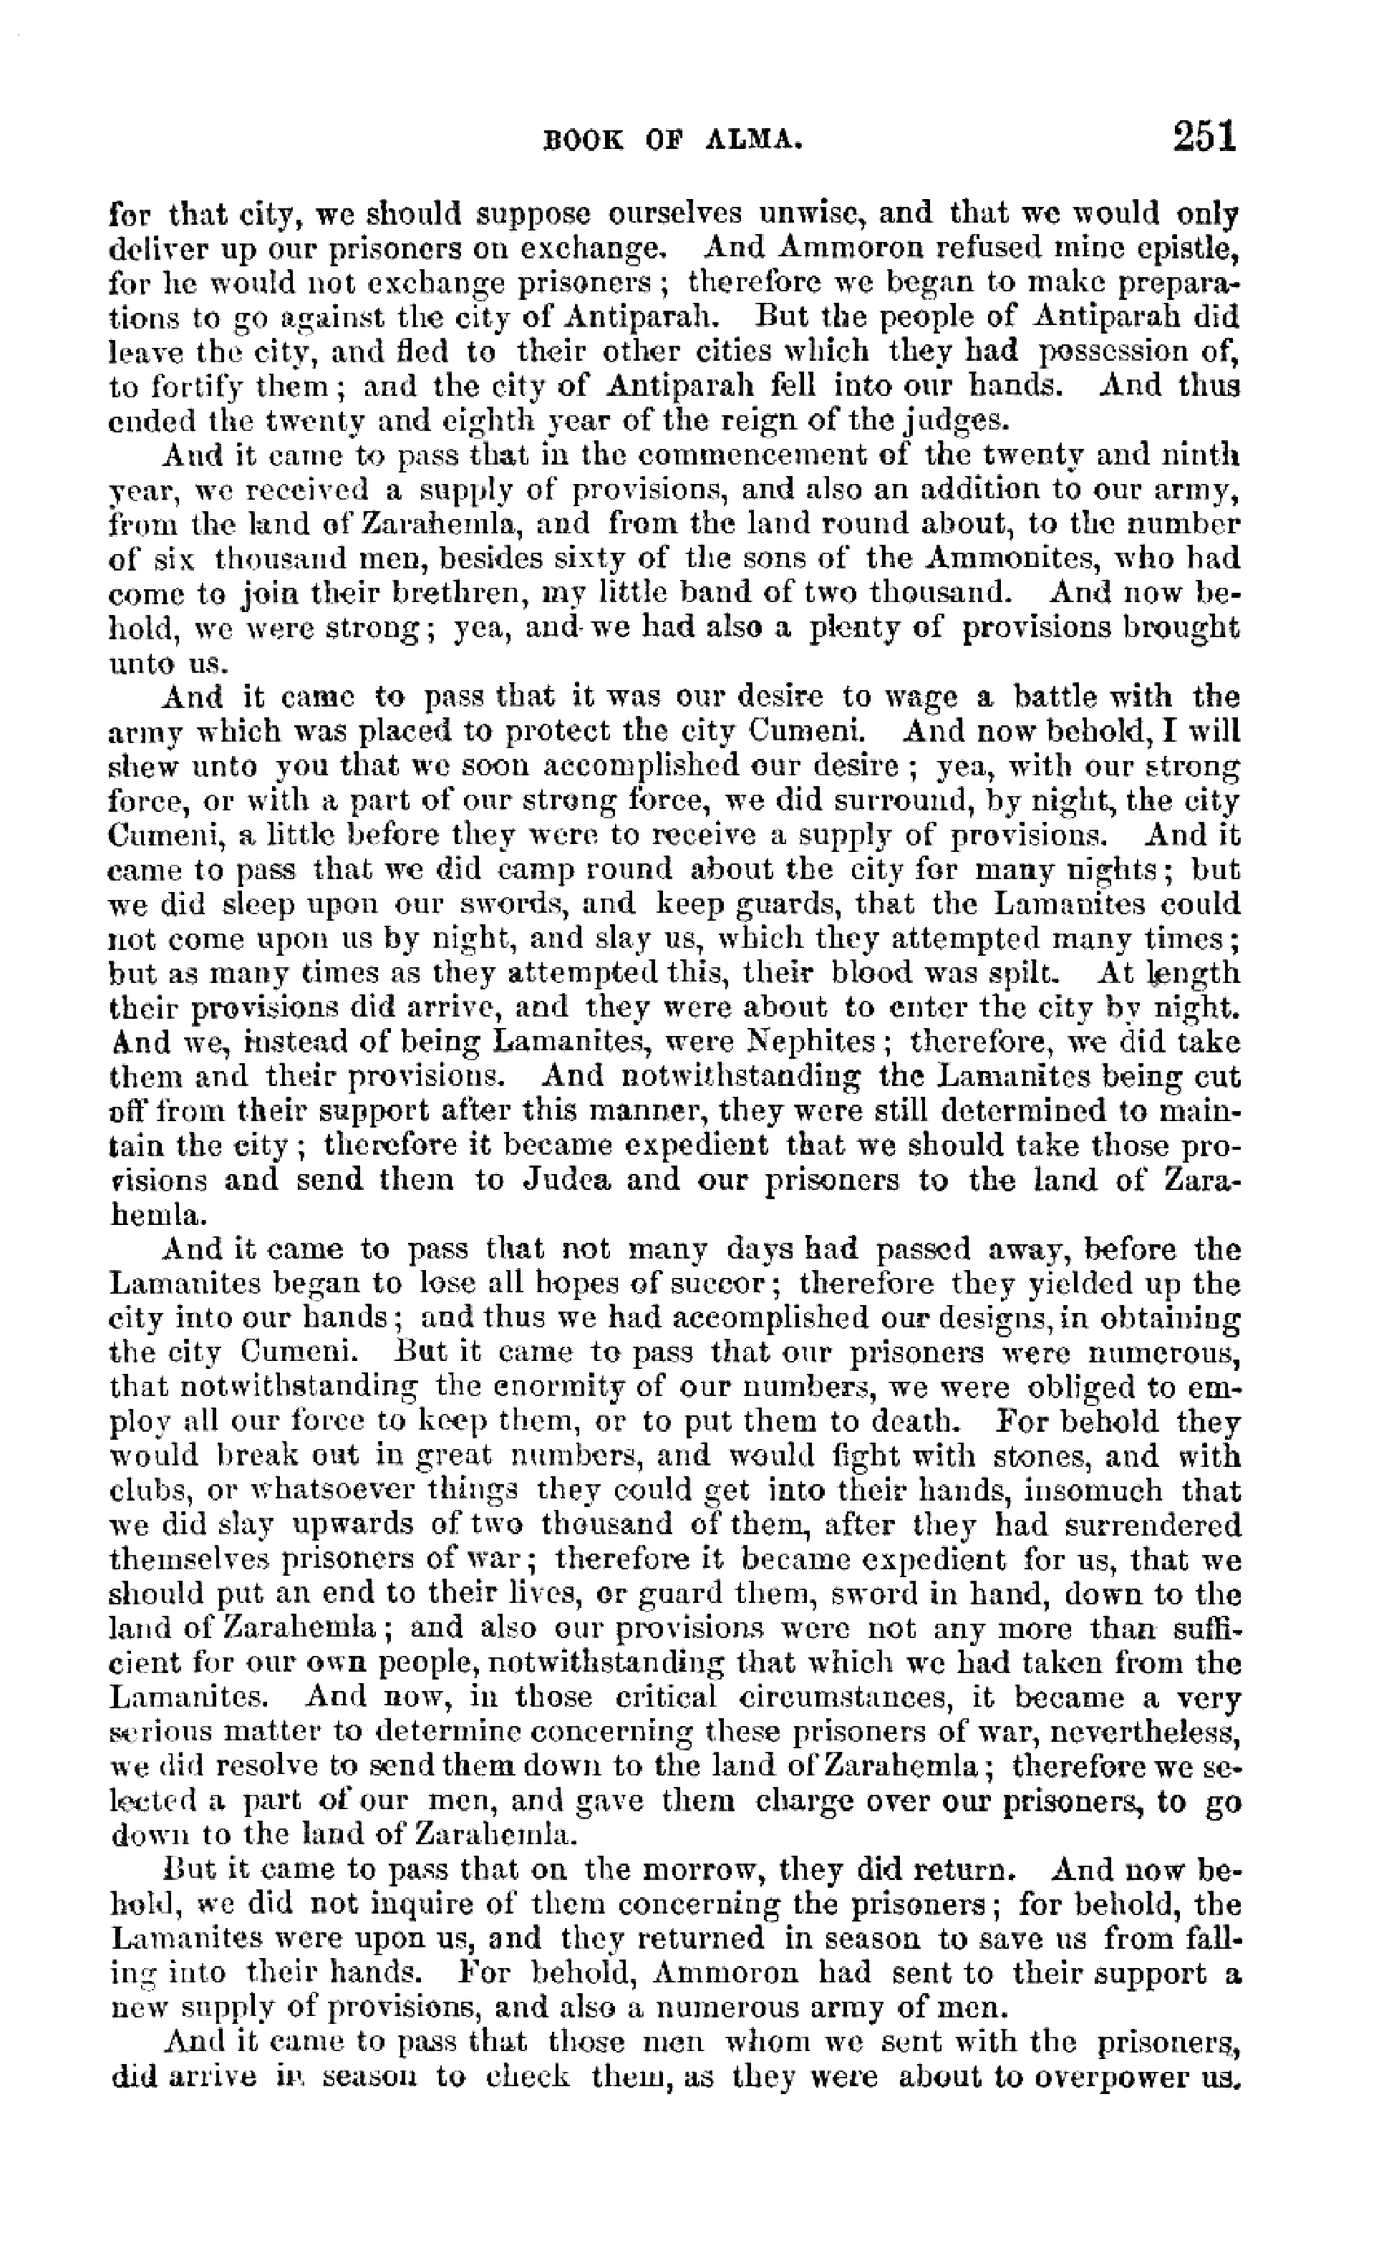 BOOK OF ALMA. 251
for that city, we should suppose ourselves unwise, and that we would only
deliver up our prisoners on exchange. And Ammoron refused mine epistle,
for he would not exchange prisoners; therefore we began to make prepara-
tions to go against the city of Antiparah. But the people of Antiparah did
leave the city, and fled to their other cities which they had possession of,
to fortify them; and the city of Antiparah fell into our hands. And thus
ended the twenty and eighth year of the reign of the judges.
And it came to pass that in the commencement of the twenty and ninth
year, we received a supply of provisions, and also an addition to our army,
from the land of Zarahemla, and from the land round about, to the number
of six thousand men, besides sixty of the sons of the Ammonites, who had
come to join their brethren, my little band of two thousand. And now be-
hold, we were strong; yea, and we had also a plenty of provisions brought
unto us.
And it came to pass that it was our desire to wage a battle with the
army which was placed to protect the city Cumeni. And now behold, I will
shew unto you that we soon accomplished our desire; yea, with our strong
force, or with a part of our strong force, we did surround, by night, the city
Cumeni, a little before they were to receive a supply of provisions. And it
came to pass that we did camp round about the city for many nights; but
we did sleep upon our swords, and keep guards, that the Lamanites could
not come upon us by night, and slay us, which they attempted many times;
but as many times as they attempted this, their blood was spilt. At length
their provisions did arrive, and they were about to enter the city by night.
And we, instead of being Lamanites, were Nephites; therefore, we did take
them and their provisions. And notwithstanding the Lamanites being cut
off from their support after this manner, they were still determined to main-
tain the city; therefore it became expedient that we should take those pro-
visions and send them to Judea and our prisoners to the land of Zara-
hemla.
And it came to pass that not many days had passed away, before the
Lamanites began to lose all hopes of succor; therefore they yielded up the
city into our hands; and thus we had accomplished our designs, in obtaining
the city Cumeni. But it came to pass that our prisoners were numerous,
that notwithstanding the enormity of our numbers, we were obliged to em-
ploy all our force to keep them, or to put them to death. For behold they
would break out in great numbers, and would fight with stones, and with
clubs, or whatsoever things they could get into their hands, insomuch that
we did slay upwards of two thousand of them, after they had surrendered
themselves prisoners of war; therefore it became expedient for us, that we
should put an end to their lives, or guard them, sword in hand, down to the
land of Zarahemla; and also our provisions were not any more than suffi-
cient for our own people, notwithstanding that which we had taken from the
Lamanites. And now, in those critical circumstances, it became a very
serious matter to determine concerning these prisoners of war, nevertheless,
we did resolve to send them down to the land of Zarahemla; therefore we se-
lected a part of our men, and gave them charge over our prisoners, to go
down to the land of Zarahemla.
But it came to pass that on the morrow, they did return. And now be-
hold, we did not inquire of them concerning the prisoners; for behold, the
Lamanites were upon us, and they returned in season to save us from fall-
ing into their hands. For behold, Ammoron had sent to their support a
new supply of provisions, and also a numerous army of men.
And it came to pass that those men whom we sent with the prisoners,
did arrive in season to check them, as they were about to overpower us.